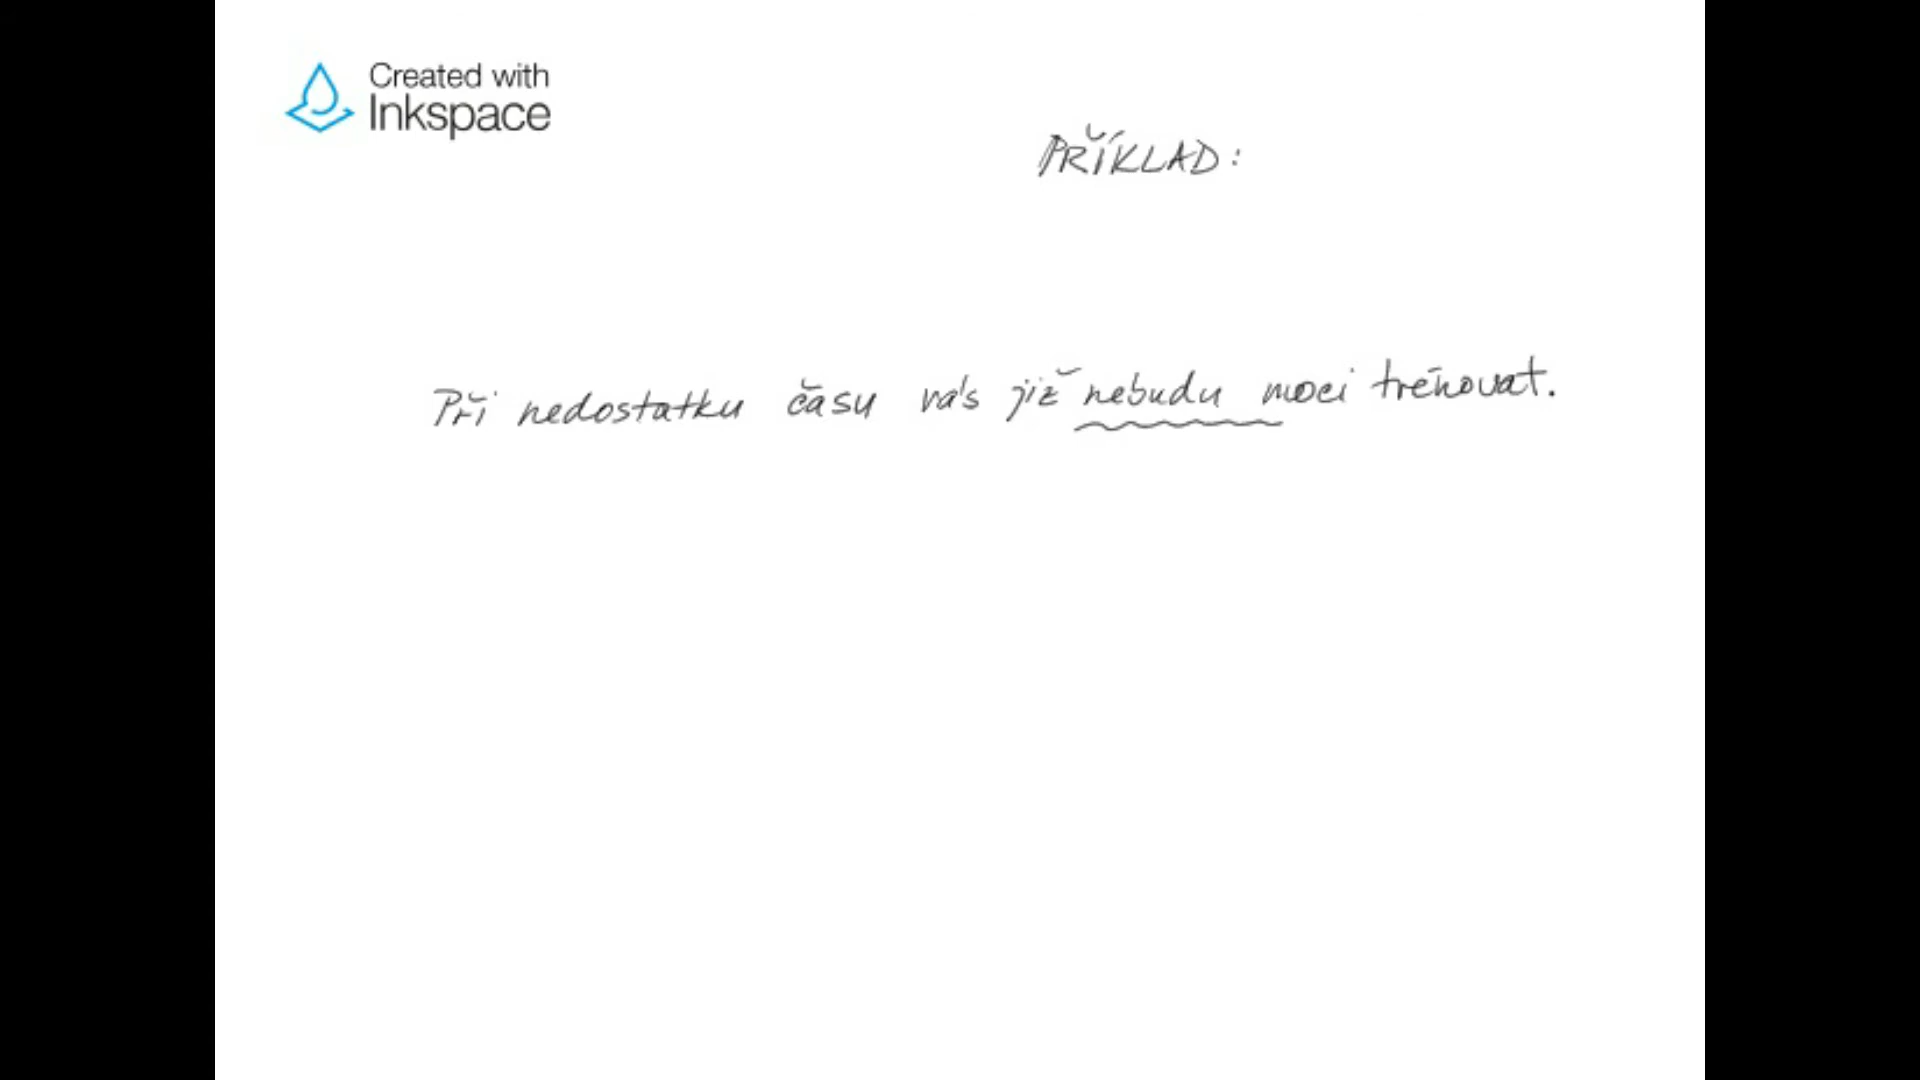 Created with
Inkspace
PŘÍKLAD:
Při nedostatku času vás již nebudu moci trénovat.